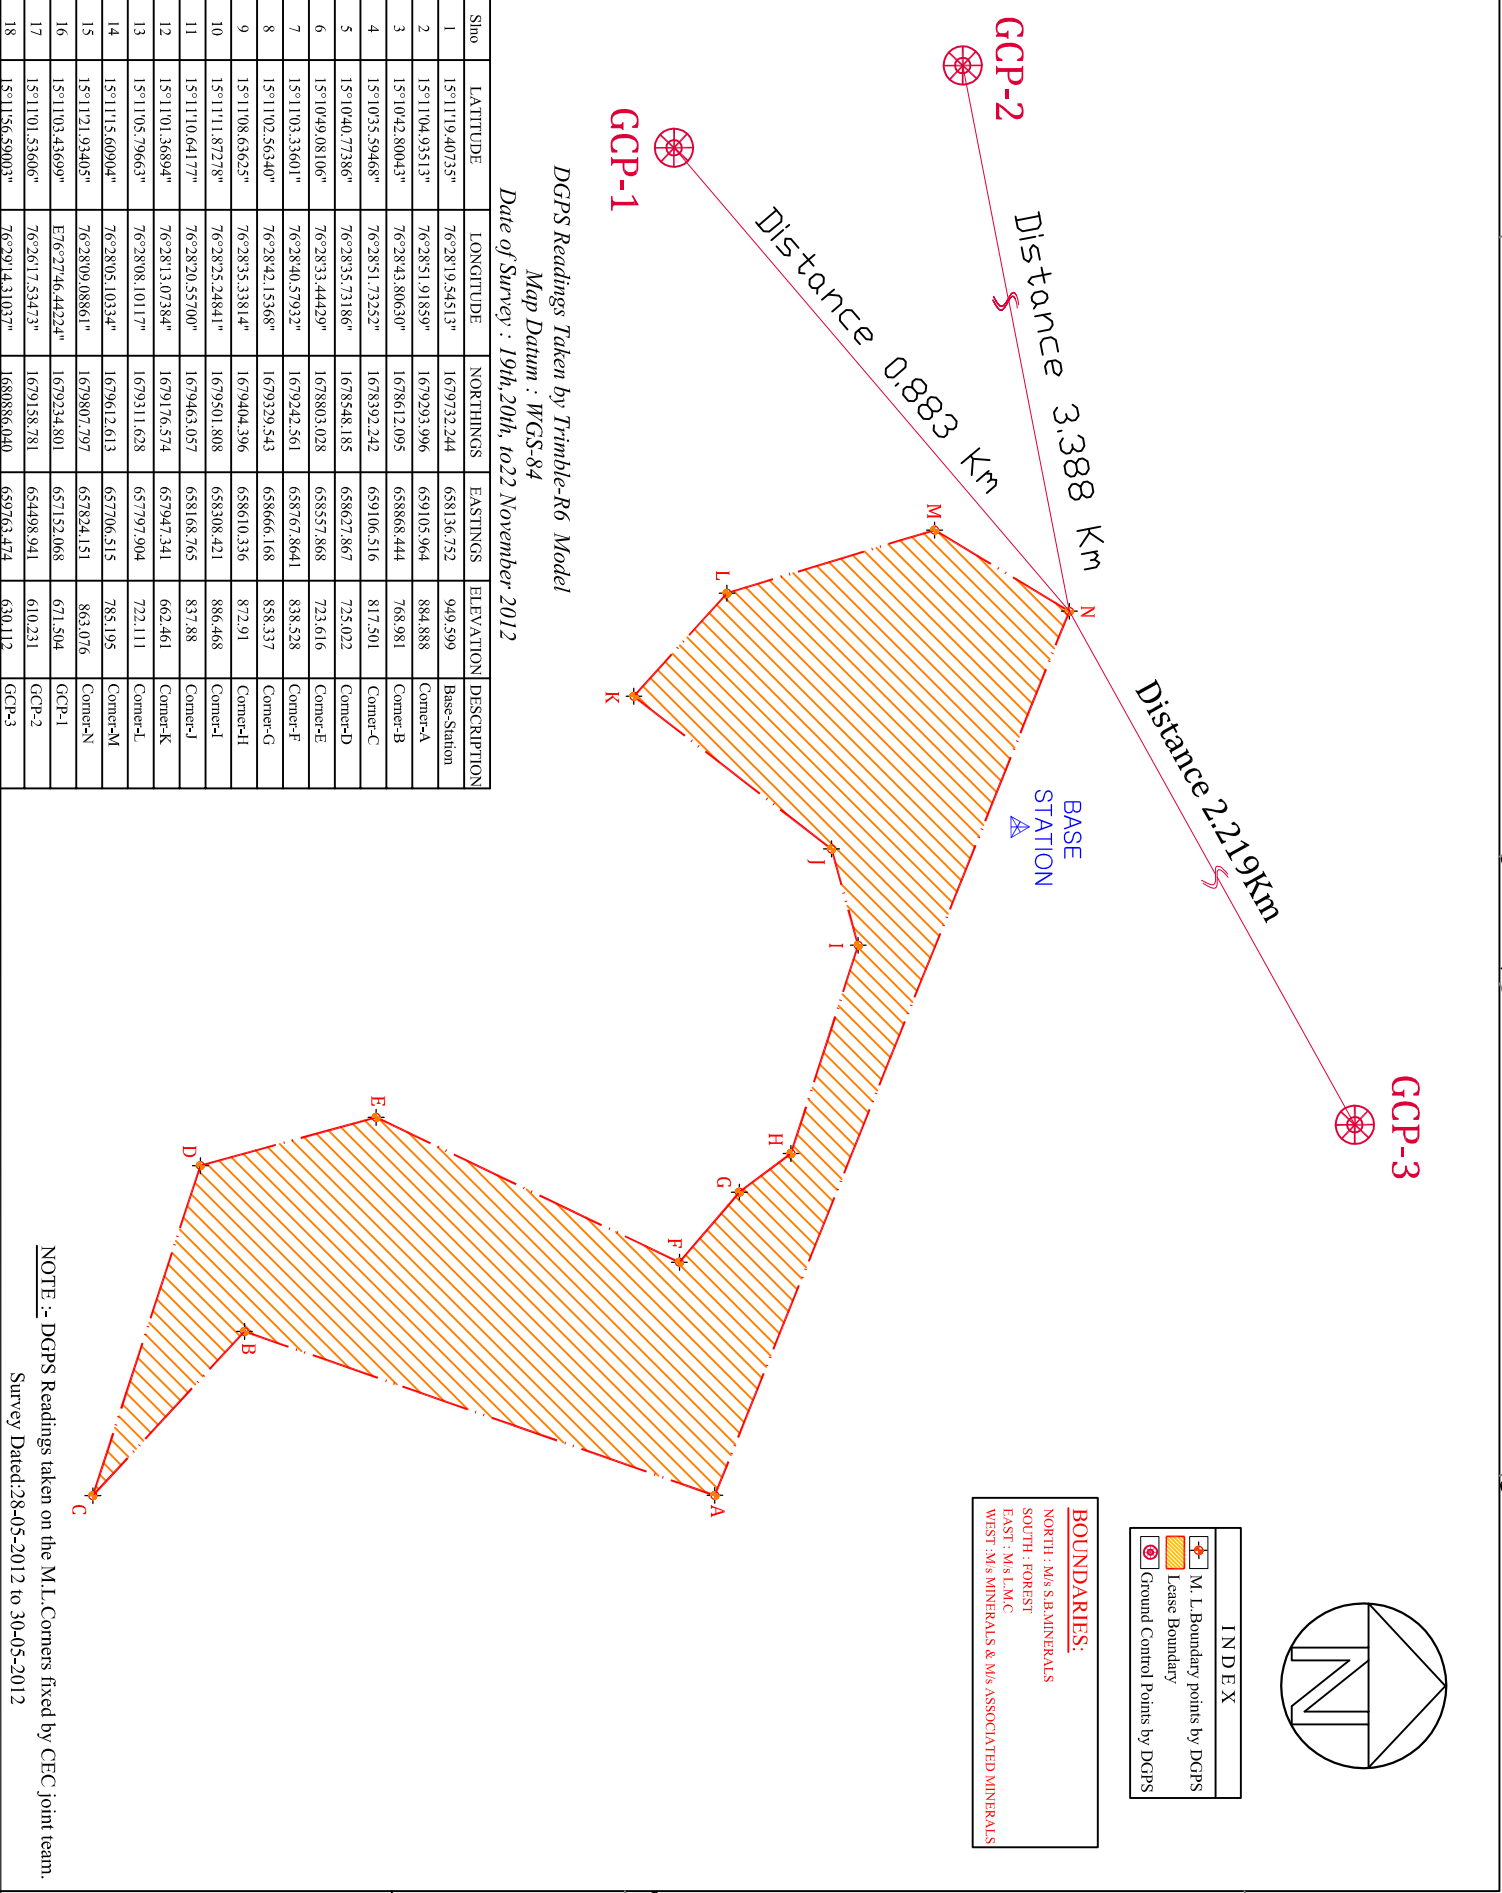 GCP-3
GCP-2
GCP-1
Distance 2.219Km
Distance 3.388 Km
Distance 0.883 Km
N
M
L
K
J
I
H
G
F
E
D
C
B
A
BASE
STATION
INDEX
M. L.Boundary points by DGPS
Lease Boundary
Ground Control Points by DGPS
BOUNDARIES:
NORTH : M/s S.B.MINERALS
SOUTH : FOREST
EAST : M/s L.M.C
WEST :M/s MINERALS & M/s ASSOCIATED MINERALS
DGPS Readings Taken by Trimble-R6 Model
Map Datum : WGS-84
Date of Survey : 19th,20th, to22 November 2012
Slno LATITUDE LONGITUDE NORTHINGS EASTINGS ELEVATION DESCRIPTION
1 15°11'19.40735" 76°28'19.54513" 1679732.244 658136.752 949.599 Base-Station
2 15°11'04.93513" 76°28'51.91859" 1679293.996 659105.964 884.888 Corner-A
3 15°10'42.80043" 76°28'43.80630" 1678612.095 658868.444 768.981 Corner-B
4 15°10'35.59468" 76°28'51.73252" 1678392.242 659106.516 817.501 Corner-C
5 15°10'40.77386" 76°28'35.73186" 1678548.185 658627.867 725.022 Corner-D
6 15°10'49.08106" 76°28'33.44429" 1678803.028 658557.868 723.616 Corner-E
7 15°11'03.33601" 76°28'40.57932" 1679242.561 658767.8641 838.528 Corner-F
8 15°11'02.56340" 76°28'42.15368" 1679329.543 658666.168 858.337 Corner-G
9 15°11'08.63625" 76°28'35.33814" 1679404.396 658610.336 872.91 Corner-H
10 15°11'11.87278" 76°28'25.24841" 1679501.808 658308.421 886.468 Corner-I
11 15°11'10.64177" 76°28'20.55700" 1679463.057 658168.765 837.88 Corner-J
12 15°11'01.36894" 76°28'13.07384" 1679176.574 657947.341 662.461 Corner-K
13 15°11'05.79663" 76°28'08.10117" 1679311.628 657797.904 722.111 Corner-L
14 15°11'15.60904" 76°28'05.10334" 1679612.613 657706.515 785.195 Corner-M
15 15°11'21.93405" 76°28'09.08861" 1679807.797 657824.151 863.076 Corner-N
16 15°11'03.43699" E76°27'46.44224" 1679234.801 657152.068 671.504 GCP-1
17 15°11'01.53606" 76°26'17.53473" 1679158.781 654498.941 610.231 GCP-2
18 15°11'56.59003" 76°29'14.31037" 1680886.040 659763.474 630.112 GCP-3
NOTE :- DGPS Readings taken on the M.L.Corners fixed by CEC joint team.
Survey Dated:28-05-2012 to 30-05-2012
N